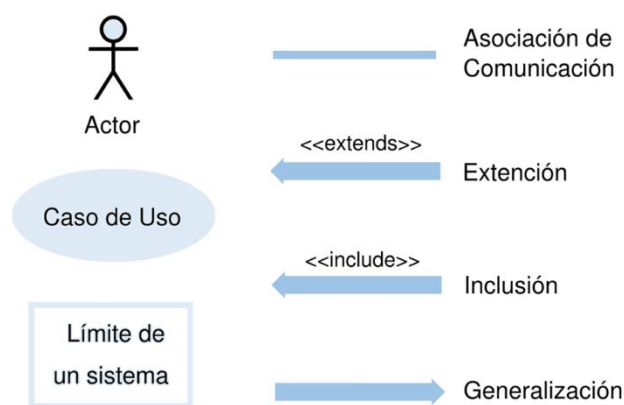 Actor
Caso de Uso
Límite de
un sistema
Asociación de
Comunicación
<<extends>>
Extención
<<include>>
Inclusión
Generalización